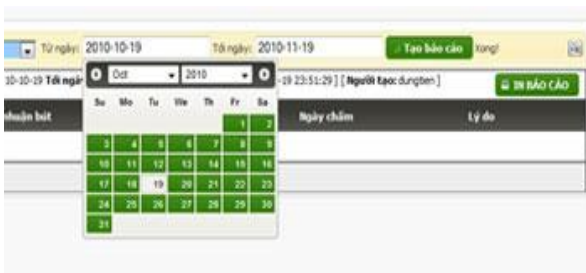 Từ ngày: 2010-10-19 Tới ngày: 2010-11-19 Tạo báo cáo Xong!
10-10-19 Tới ngày -19 23:51:29 ] [ Người tạo: dungtien ] IN BÁO CÁO
Oct 2010
Su Mo Tu We Th Fr Sa
nhuận bút Ngày chấm Lý do
1 2
3 4 5 6 7 8 9
10 11 12 13 14 15 16
17 18 19 20 21 22 23
24 25 26 27 28 29 30
31